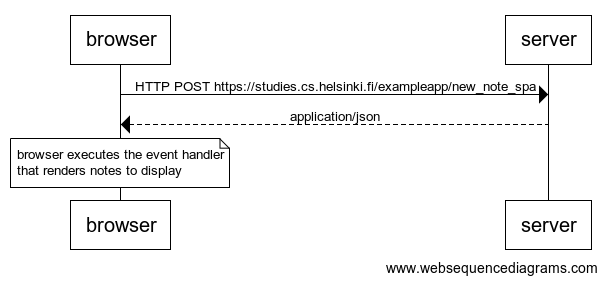 browser
server
HTTP POST https://studies.cs.helsinki.fi/exampleapp/new_note_spa
application/json
browser executes the event handler
that renders notes to display
browser
server
www.websequencediagrams.com